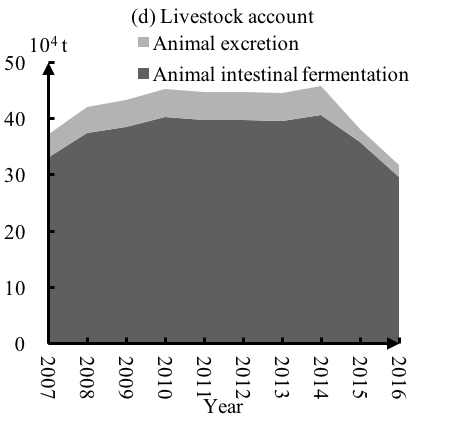 (d) Livestock account
10⁴ t
Animal excretion
Animal intestinal fermentation
50
40
30
20
10
0
2007 2008 2009 2010 2011 2012 2013 2014 2015 2016
Year